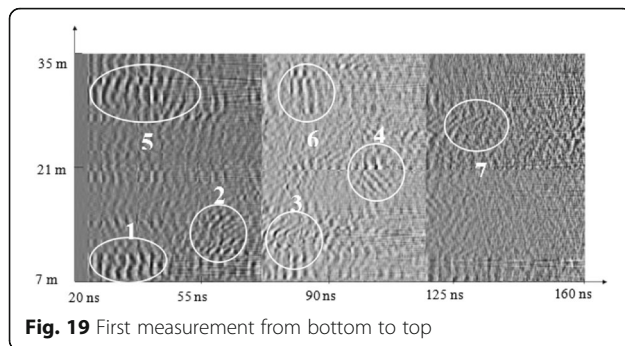 35 m
5
6
4
7
21 m
2
3
1
7 m
20 ns 55 ns 90 ns 125 ns 160 ns
Fig. 19 First measurement from bottom to top